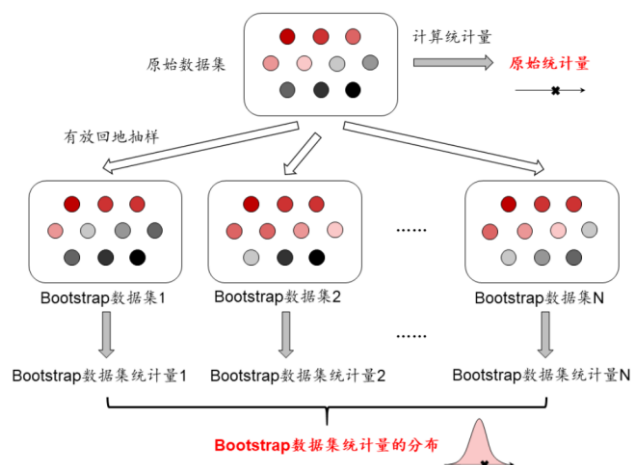 计算统计量
原始数据集
原始统计量
有放回地抽样
......
Bootstrap数据集1
Bootstrap数据集2
Bootstrap数据集N
......
Bootstrap数据集统计量1
Bootstrap数据集统计量2
Bootstrap数据集统计量N
Bootstrap数据集统计量的分布